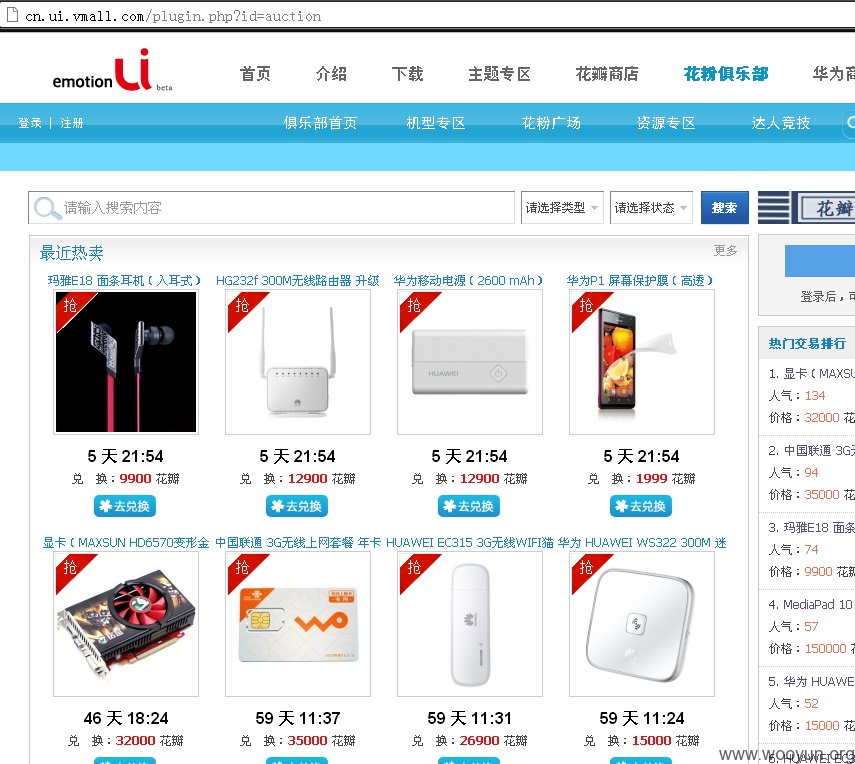 cn.ui.vmall.com/plugin.php?id=auction
emotion ui beta
首页 介绍 下载 主题专区 花瓣商店 花粉俱乐部 华为商
登录 | 注册 俱乐部首页 机型专区 花粉广场 资源专区 达人竞技
请输入搜索内容 请选择类型 请选择状态 搜索 花瓣
最近热卖 更多
登录后，可
玛雅E18 面条耳机（入耳式） HG232f 300M无线路由器 升级 华为移动电源（2600 mAh） 华为P1 屏幕保护膜（高透）
抢 抢 抢 抢
HUAWEI
5 天 21:54 5 天 21:54 5 天 21:54 5 天 21:54
兑 换：9900 花瓣 兑 换：12900 花瓣 兑 换：12900 花瓣 兑 换：1999 花瓣
去兑换 去兑换 去兑换 去兑换
显卡（MAXSUN HD6570变形金 中国联通 3G无线上网套餐 年卡 HUAWEI EC315 3G无线WIFI猫 华为 HUAWEI WS322 300M 迷
抢 抢 抢 抢
46 天 18:24 59 天 11:37 59 天 11:31 59 天 11:24
兑 换：32000 花瓣 兑 换：35000 花瓣 兑 换：26900 花瓣 兑 换：15000 花瓣
热门交易排行
1. 显卡（MAXSU
人气：134
价格：32000 花
2. 中国联通 3G无
人气：94
价格：35000 花
3. 玛雅E18 面条
人气：74
价格：9900 花瓣
4. MediaPad 10
人气：57
价格：150000 花
5. 华为 HUAWE
人气：52
价格：15000 花
www.wooyun.org